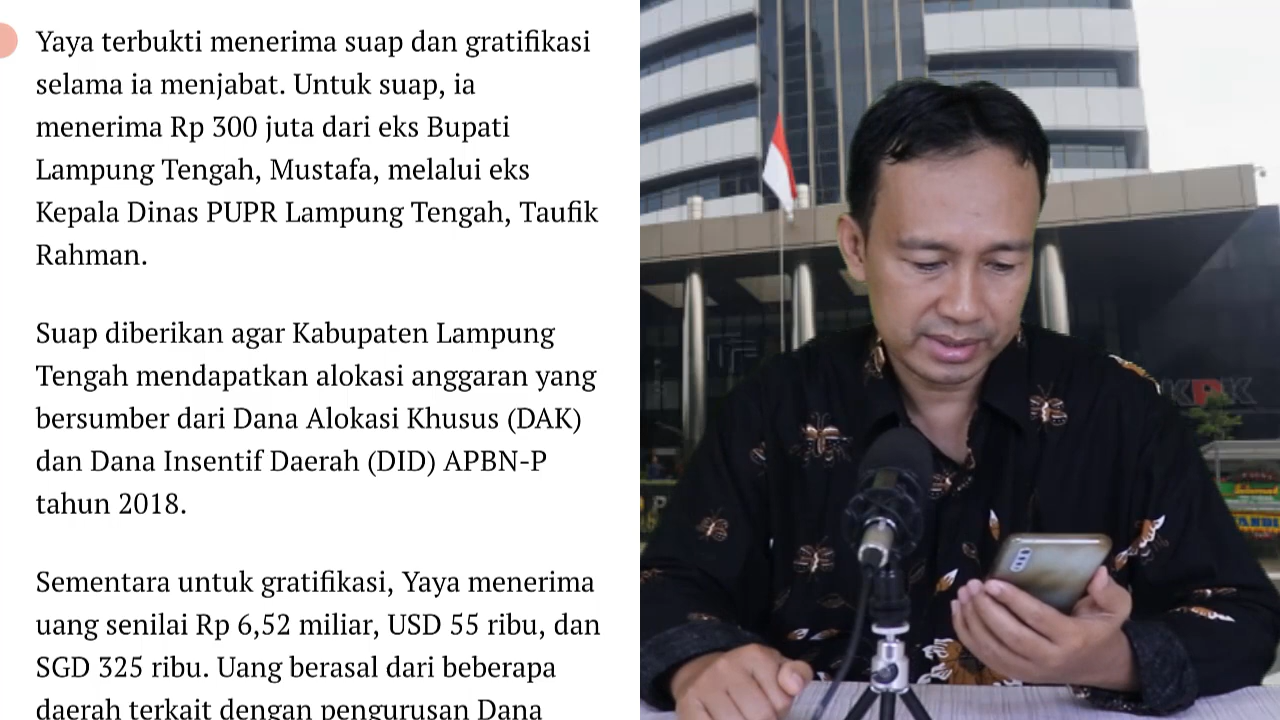 Yaya terbukti menerima suap dan gratifikasi
selama ia menjabat. Untuk suap, ia
menerima Rp 300 juta dari eks Bupati
Lampung Tengah, Mustafa, melalui eks
Kepala Dinas PUPR Lampung Tengah, Taufik
Rahman.
Suap diberikan agar Kabupaten Lampung
Tengah mendapatkan alokasi anggaran yang
bersumber dari Dana Alokasi Khusus (DAK)
dan Dana Insentif Daerah (DID) APBN-P
tahun 2018.
Sementara untuk gratifikasi, Yaya menerima
uang senilai Rp 6,52 miliar, USD 55 ribu, dan
SGD 325 ribu. Uang berasal dari beberapa
daerah terkait dengan pengurusan Dana
KPK